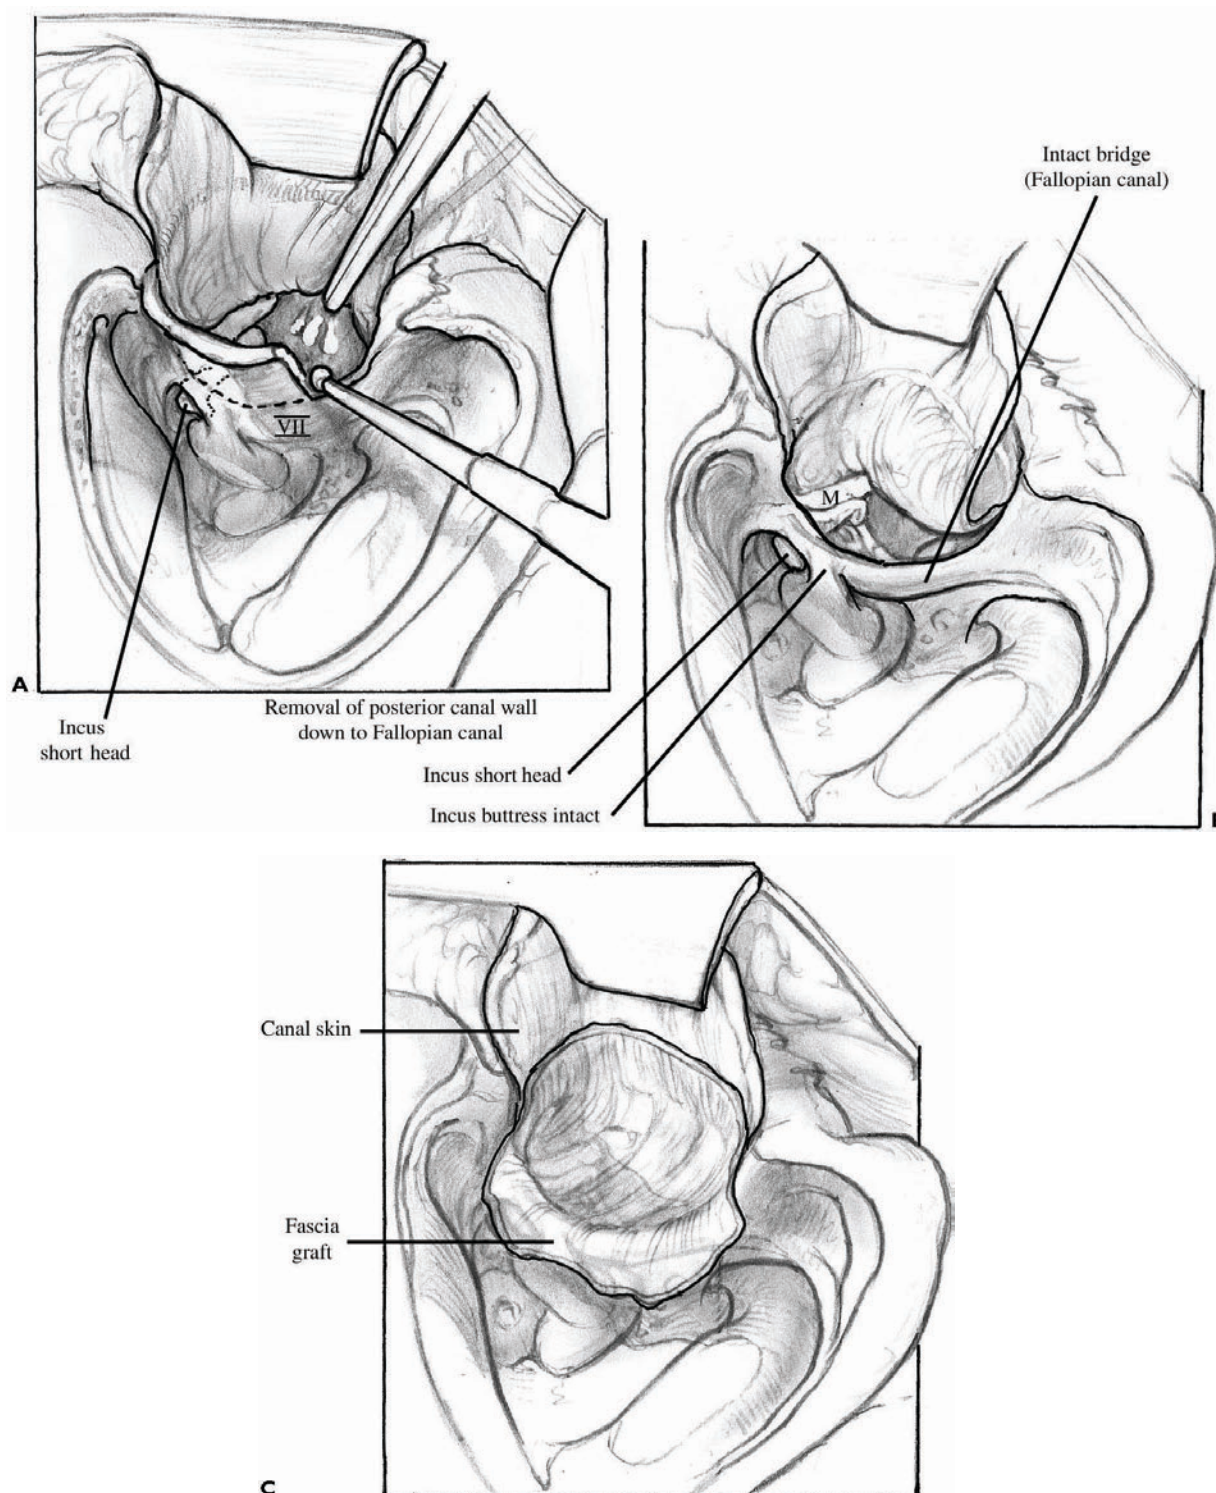 VII
A
Incus
short head
Removal of posterior canal wall
down to Fallopian canal
Intact bridge
(Fallopian canal)
M
Incus short head
Incus buttress intact
Canal skin
Fascia
graft
C